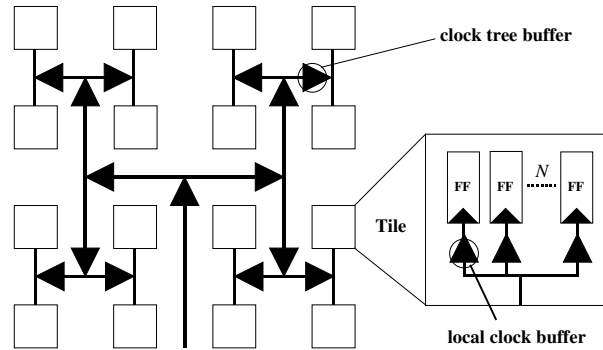 clock tree buffer
N
FF FF FF
Tile
local clock buffer